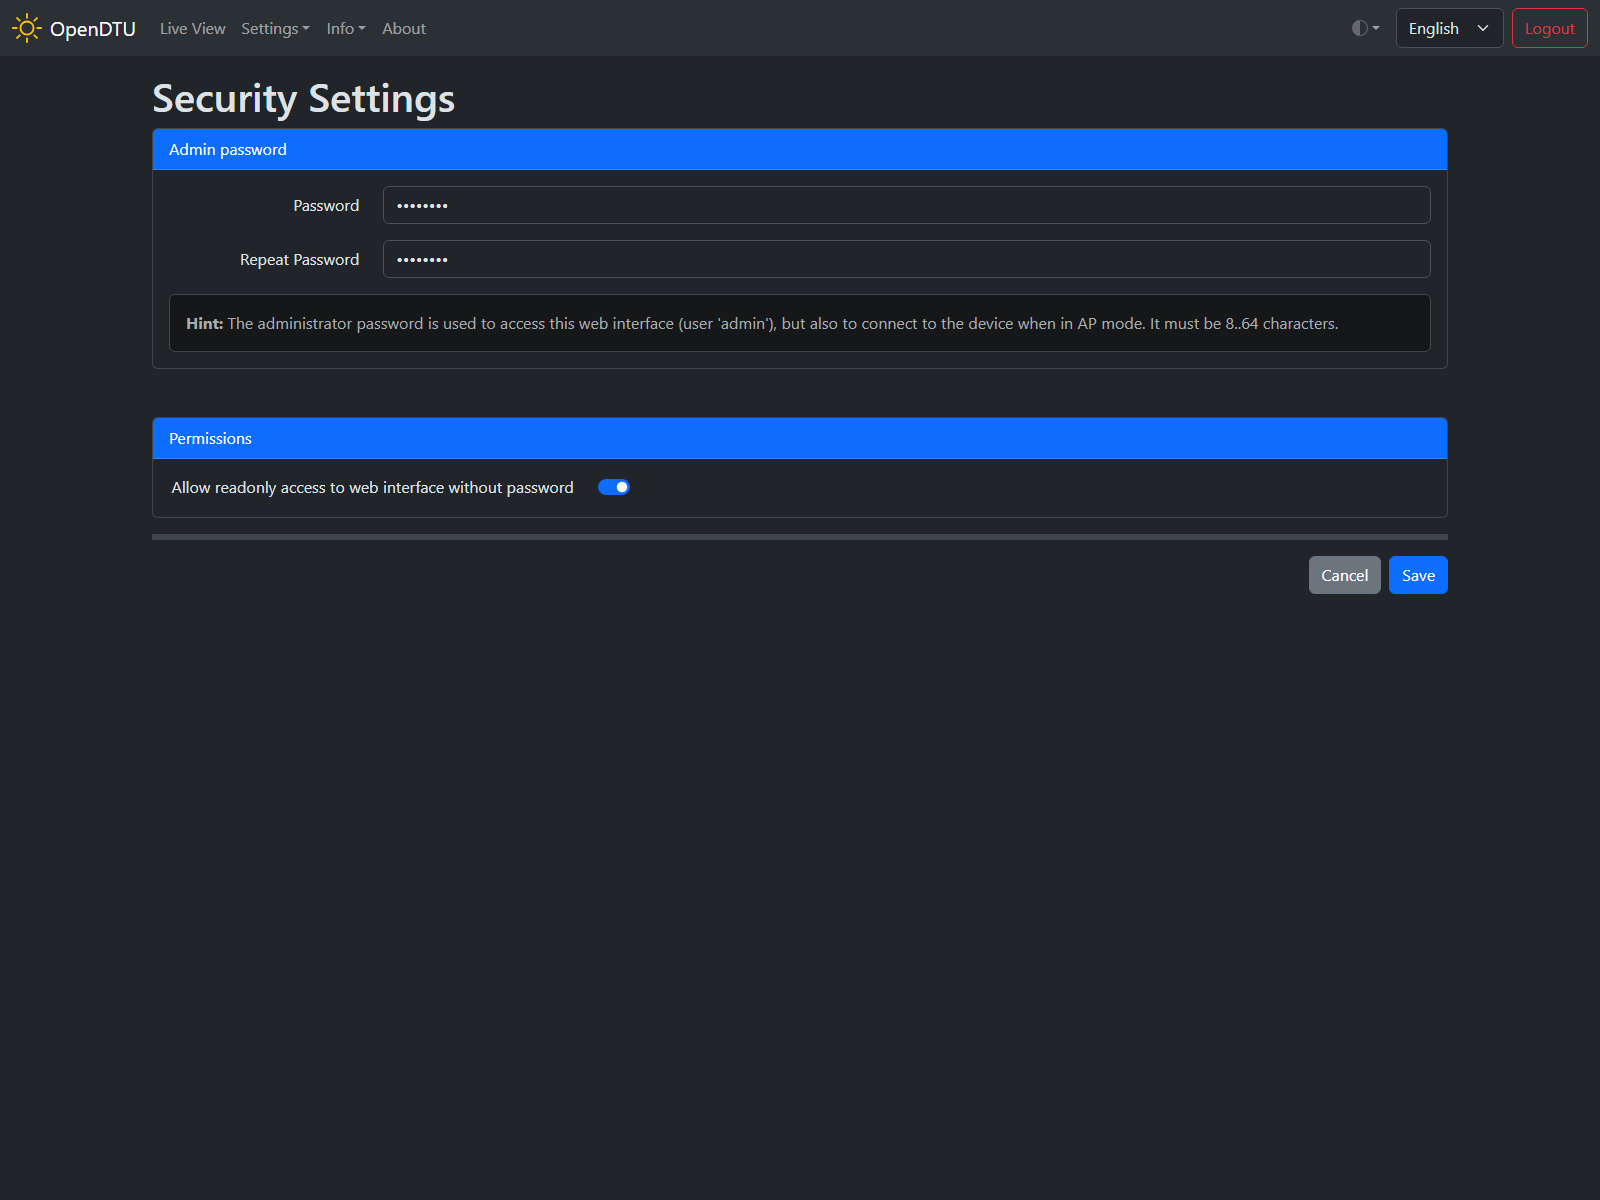 OpenDTU Live View Settings Info About English Logout
Security Settings
Admin password
Password ••••••••
Repeat Password ••••••••
Hint: The administrator password is used to access this web interface (user 'admin'), but also to connect to the device when in AP mode. It must be 8..64 characters.
Permissions
Allow readonly access to web interface without password
Cancel Save